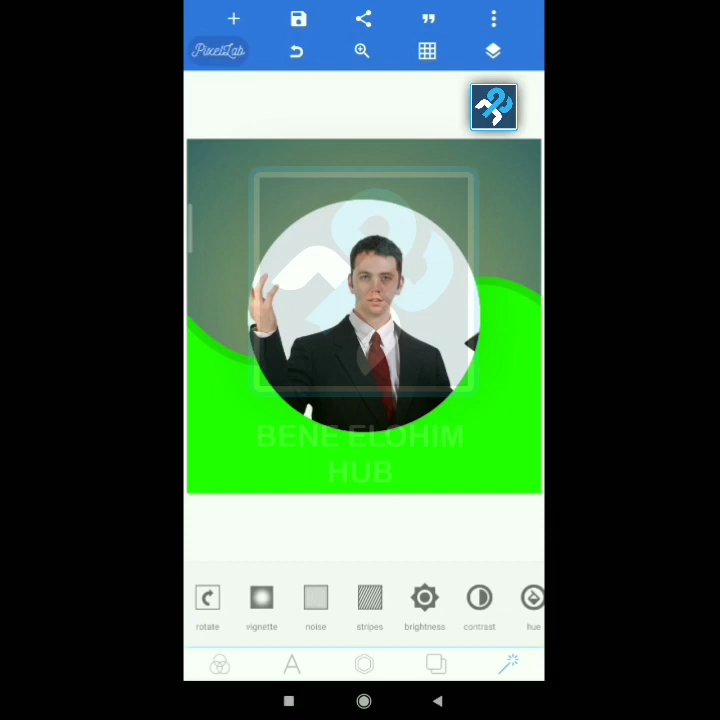 PixelLab
BENE ELOHIM
HUB
rotate
vignette
noise
stripes
brightness
contrast
hue